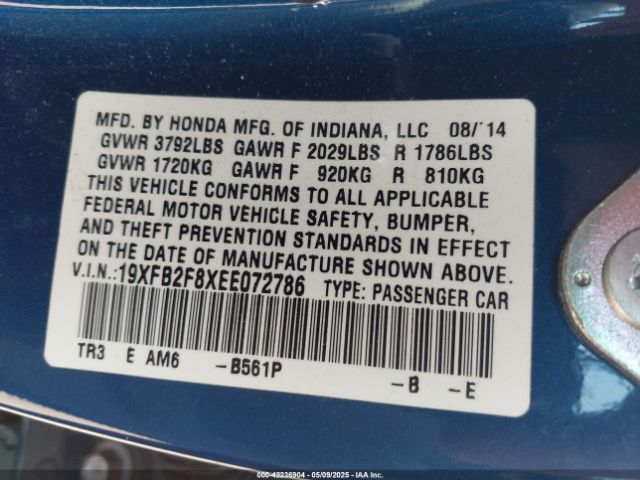 MFD. BY HONDA MFG. OF INDIANA, LLC 08/'14
GVWR 3792LBS GAWR F 2029LBS R 1786LBS
GVWR 1720KG GAWR F 920KG R 810KG
THIS VEHICLE CONFORMS TO ALL APPLICABLE
FEDERAL MOTOR VEHICLE SAFETY, BUMPER,
AND THEFT PREVENTION STANDARDS IN EFFECT
ON THE DATE OF MANUFACTURE SHOWN ABOVE.
V.I.N.:19XFB2F8XEE072786 TYPE: PASSENGER CAR
TR3 E AM6 -B561P -B -E
000-42236904 - 05/09/2025 - IAA Inc. - Copart